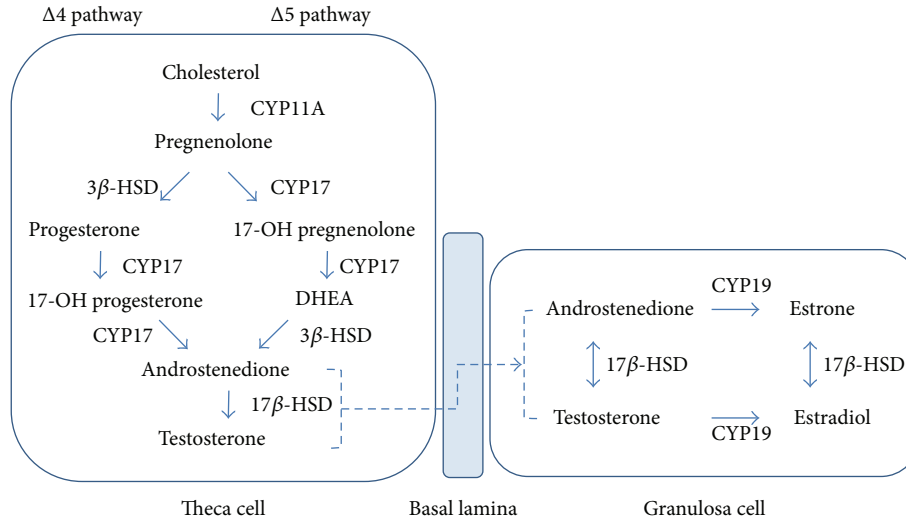 Δ4 pathway
Δ5 pathway
Cholesterol
CYP11A
Pregnenolone
3β-HSD
CYP17
Progesterone
17-OH pregnenolone
CYP17
CYP17
17-OH progesterone
DHEA
CYP17
3β-HSD
Androstenedione
17β-HSD
Testosterone
CYP19
Androstenedione
Estrone
17β-HSD
17β-HSD
Testosterone
Estradiol
CYP19
Theca cell
Basal lamina
Granulosa cell